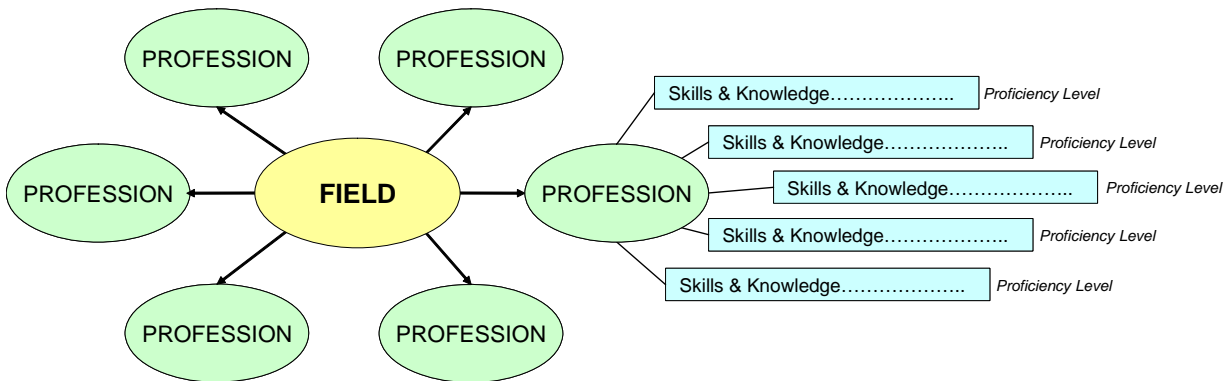 PROFESSION
PROFESSION
Skills & Knowledge……………….. Proficiency Level
Skills & Knowledge……………….. Proficiency Level
PROFESSION
FIELD
PROFESSION
Skills & Knowledge……………….. Proficiency Level
Skills & Knowledge……………….. Proficiency Level
Skills & Knowledge……………….. Proficiency Level
PROFESSION
PROFESSION